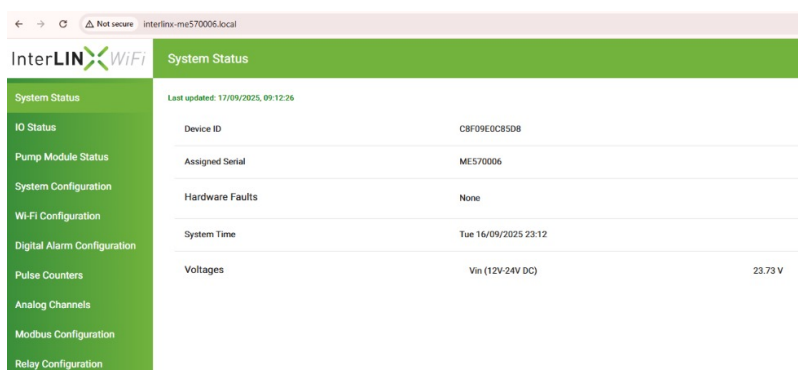 Not secure interlinx-me570006.local
InterLINX WiFi
System Status
System Status
IO Status
Pump Module Status
System Configuration
Wi-Fi Configuration
Digital Alarm Configuration
Pulse Counters
Analog Channels
Modbus Configuration
Relay Configuration
Last updated: 17/09/2025, 09:12:26
Device ID C8F09E0C85D8
Assigned Serial ME570006
Hardware Faults None
System Time Tue 16/09/2025 23:12
Voltages Vin (12V-24V DC) 23.73 V